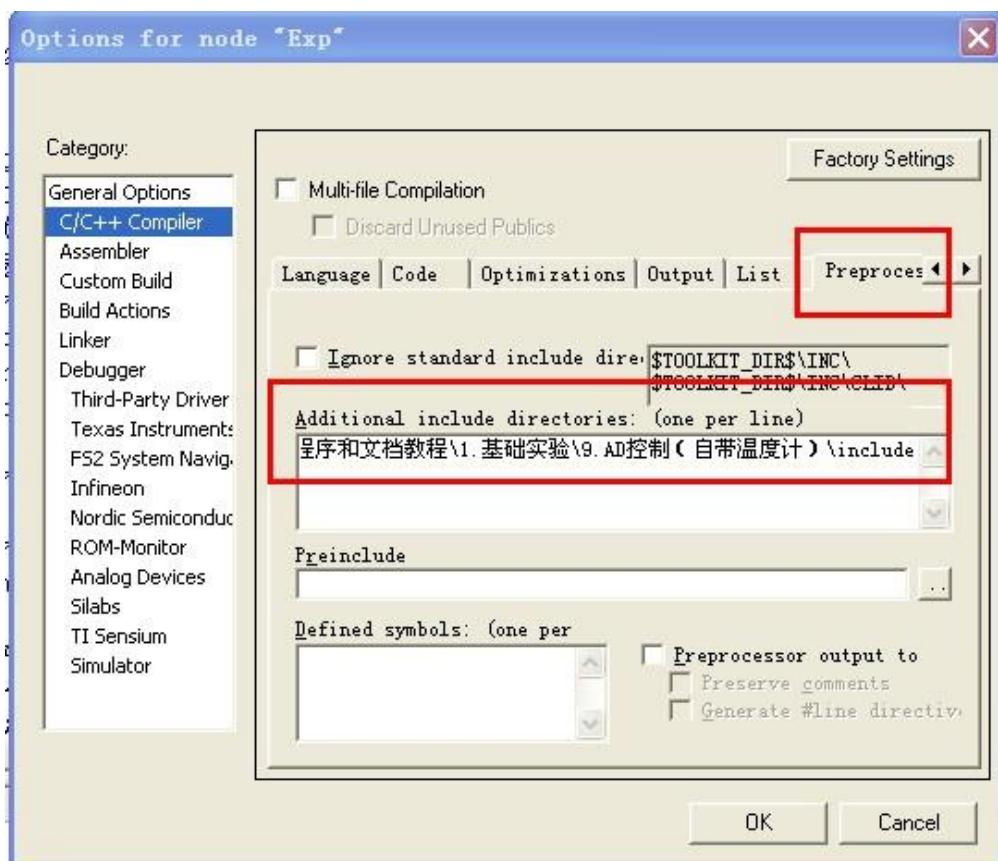 Options for node "Exp"
Category:
Factory Settings
General Options
C/C++ Compiler
Assembler
Custom Build
Build Actions
Linker
Debugger
Third-Party Driver
Texas Instruments
FS2 System Navig
Infineon
Nordic Semiconduc
ROM-Monitor
Analog Devices
Silabs
TI Sensium
Simulator
Multi-file Compilation
Discard Unused Publics
Language Code Optimizations Output List Preproces
Ignore standard include dire
$TOOLKIT_DIR$\INC\
$TOOLKIT_DIR$\INC\CLIB\
Additional include directories: (one per line)
程序和文档教程\1.基础实验\9.AD控制(自带温度计)\include
Preinclude
..
Defined symbols: (one per
Preprocessor output to
Preserve comments
Generate #line directiv
OK Cancel